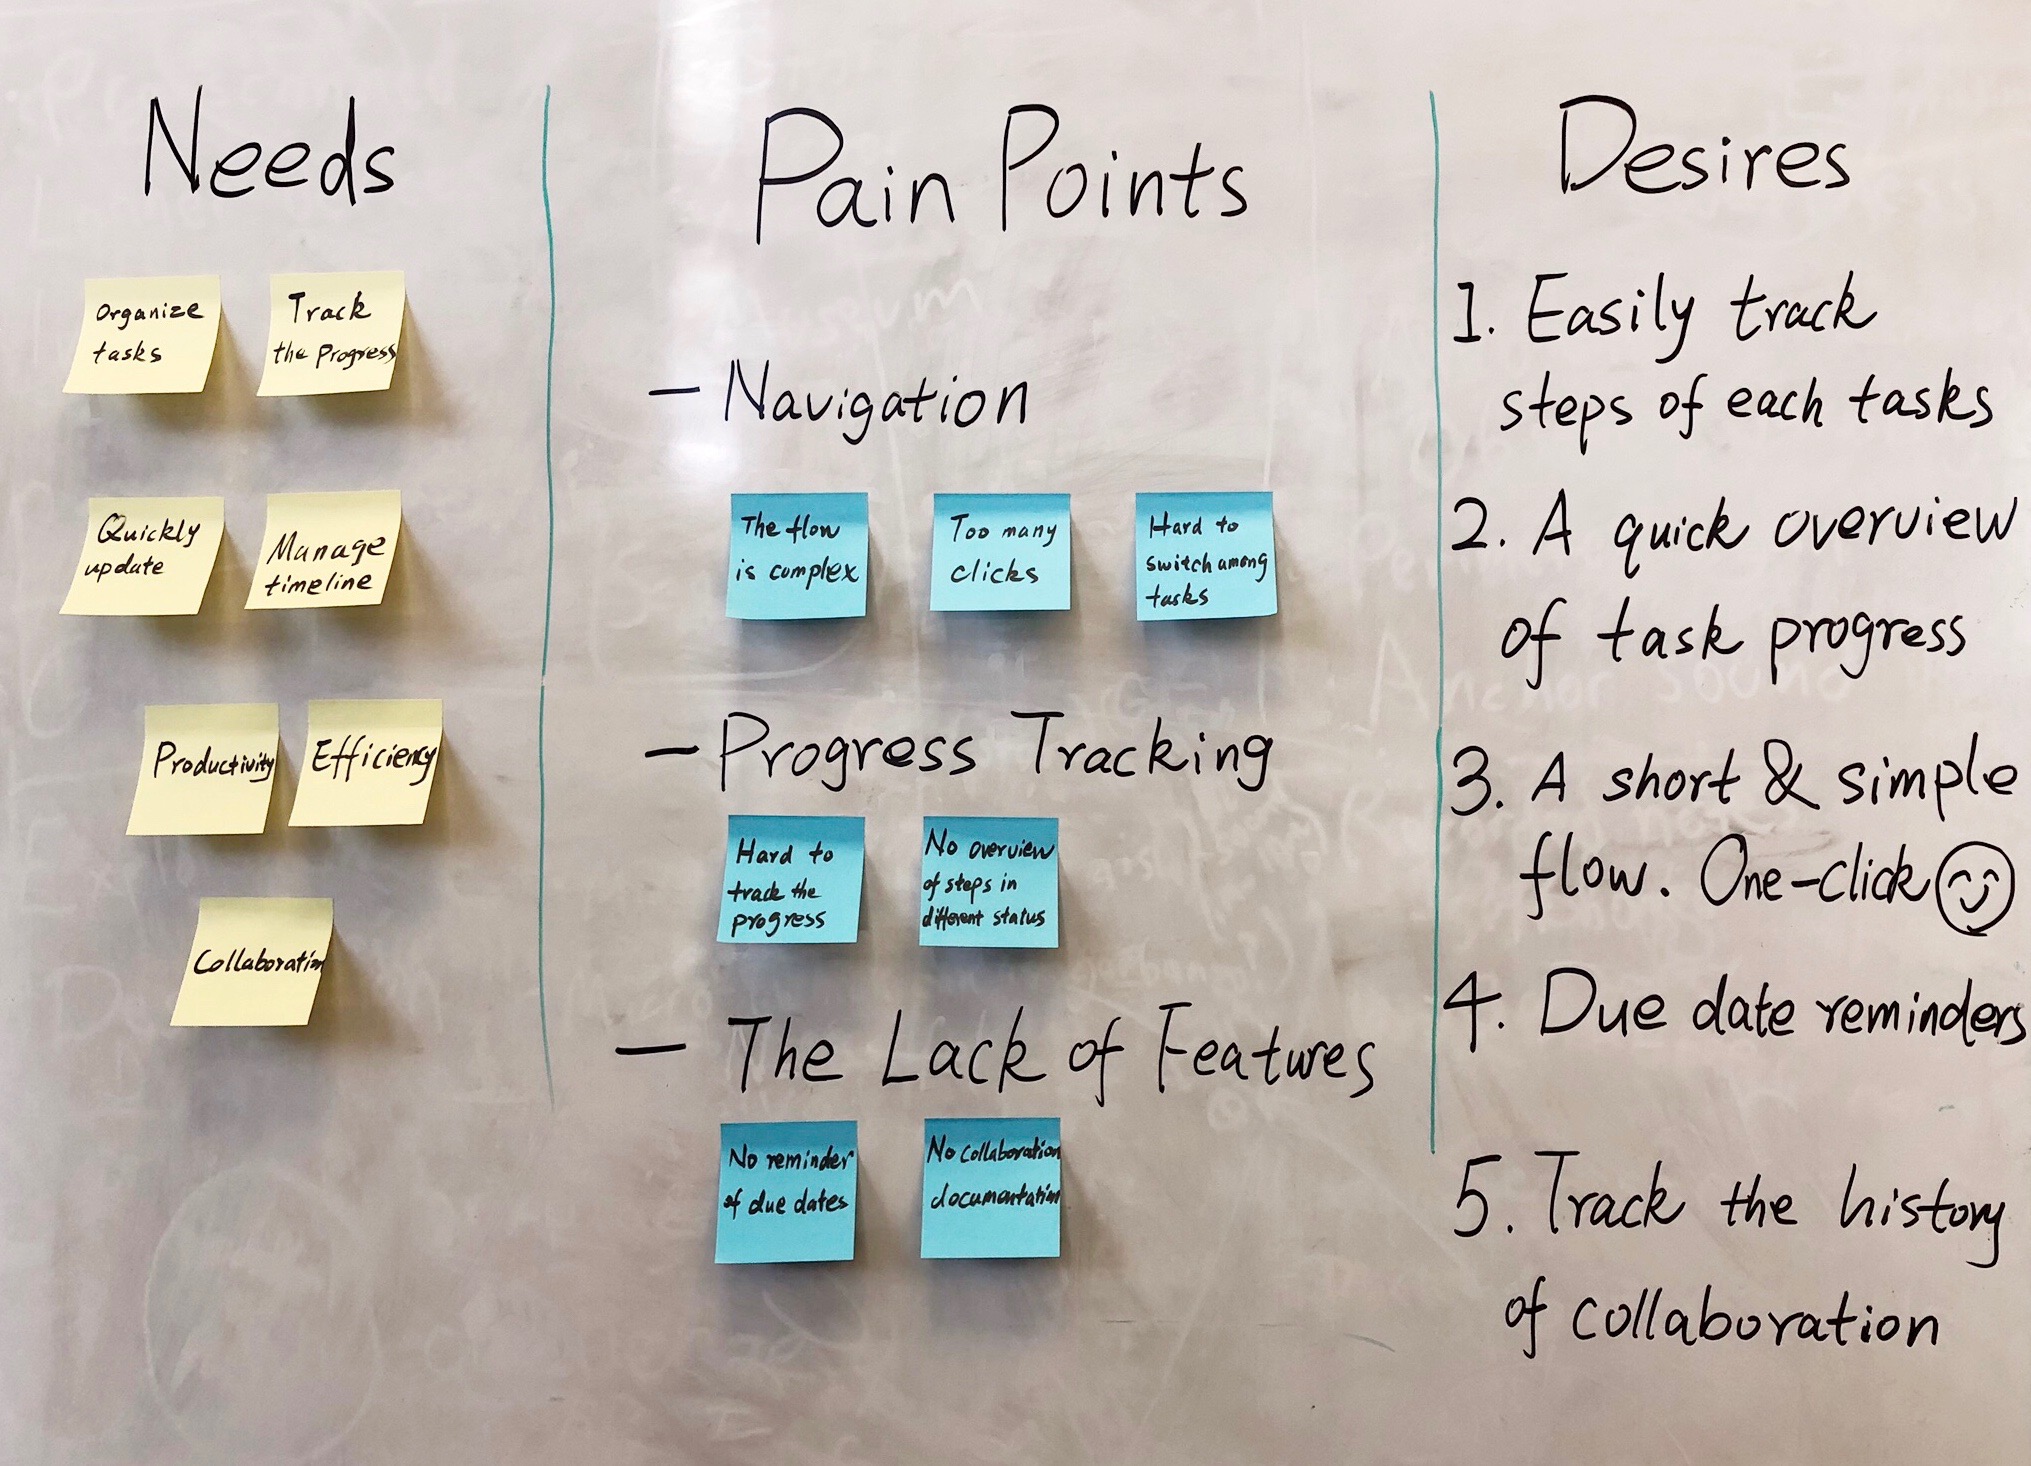 Needs
Organize
tasks
Track
the Progress
Quickly
update
Manage
timeline
Productivity
Efficiency
Collaboration
Pain Points
- Navigation
The flow
is complex
Too many
clicks
Hard to
switch among
tasks
- Progress Tracking
Hard to
track the
progress
No overview
of steps in
different status
- The Lack of Features
No reminder
of due dates
No collaboration
documentation
Desires
1. Easily track
steps of each tasks
2. A quick overview
of task progress
3. A short & simple
flow. One-click
4. Due date reminders
5. Track the history
of collaboration
Anchor sound